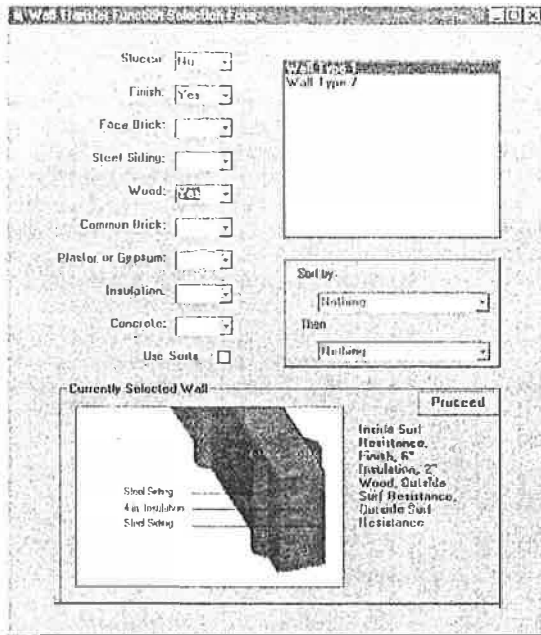 Wall Transfer Function Selection Form
Stucco: No
Finish: Yes
Face Brick:
Steel Siding:
Wood: Yes
Common Brick:
Plaster or Gypsum:
Insulation:
Concrete:
Use Sorts
Wall Type 1
Wall Type 7
Sort by:
Nothing
Then
Nothing
Currently Selected Wall
Proceed
Steel Siding
4 in. Insulation
Steel Siding
Inside Surf
Resistance,
Finish, 6"
Insulation, 2"
Wood, Outside
Surf Resistance,
Outside Surf
Resistance